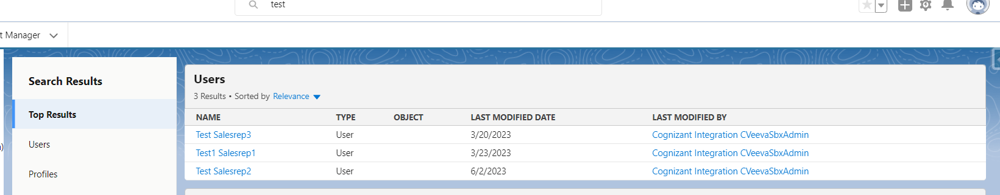 test
t Manager
Search Results
Top Results
Users
Profiles
Users
3 Results • Sorted by Relevance
NAME TYPE OBJECT LAST MODIFIED DATE LAST MODIFIED BY
Test Salesrep3 User 3/20/2023 Cognizant Integration CVeevaSbxAdmin
Test1 Salesrep1 User 3/23/2023 Cognizant Integration CVeevaSbxAdmin
Test Salesrep2 User 6/2/2023 Cognizant Integration CVeevaSbxAdmin